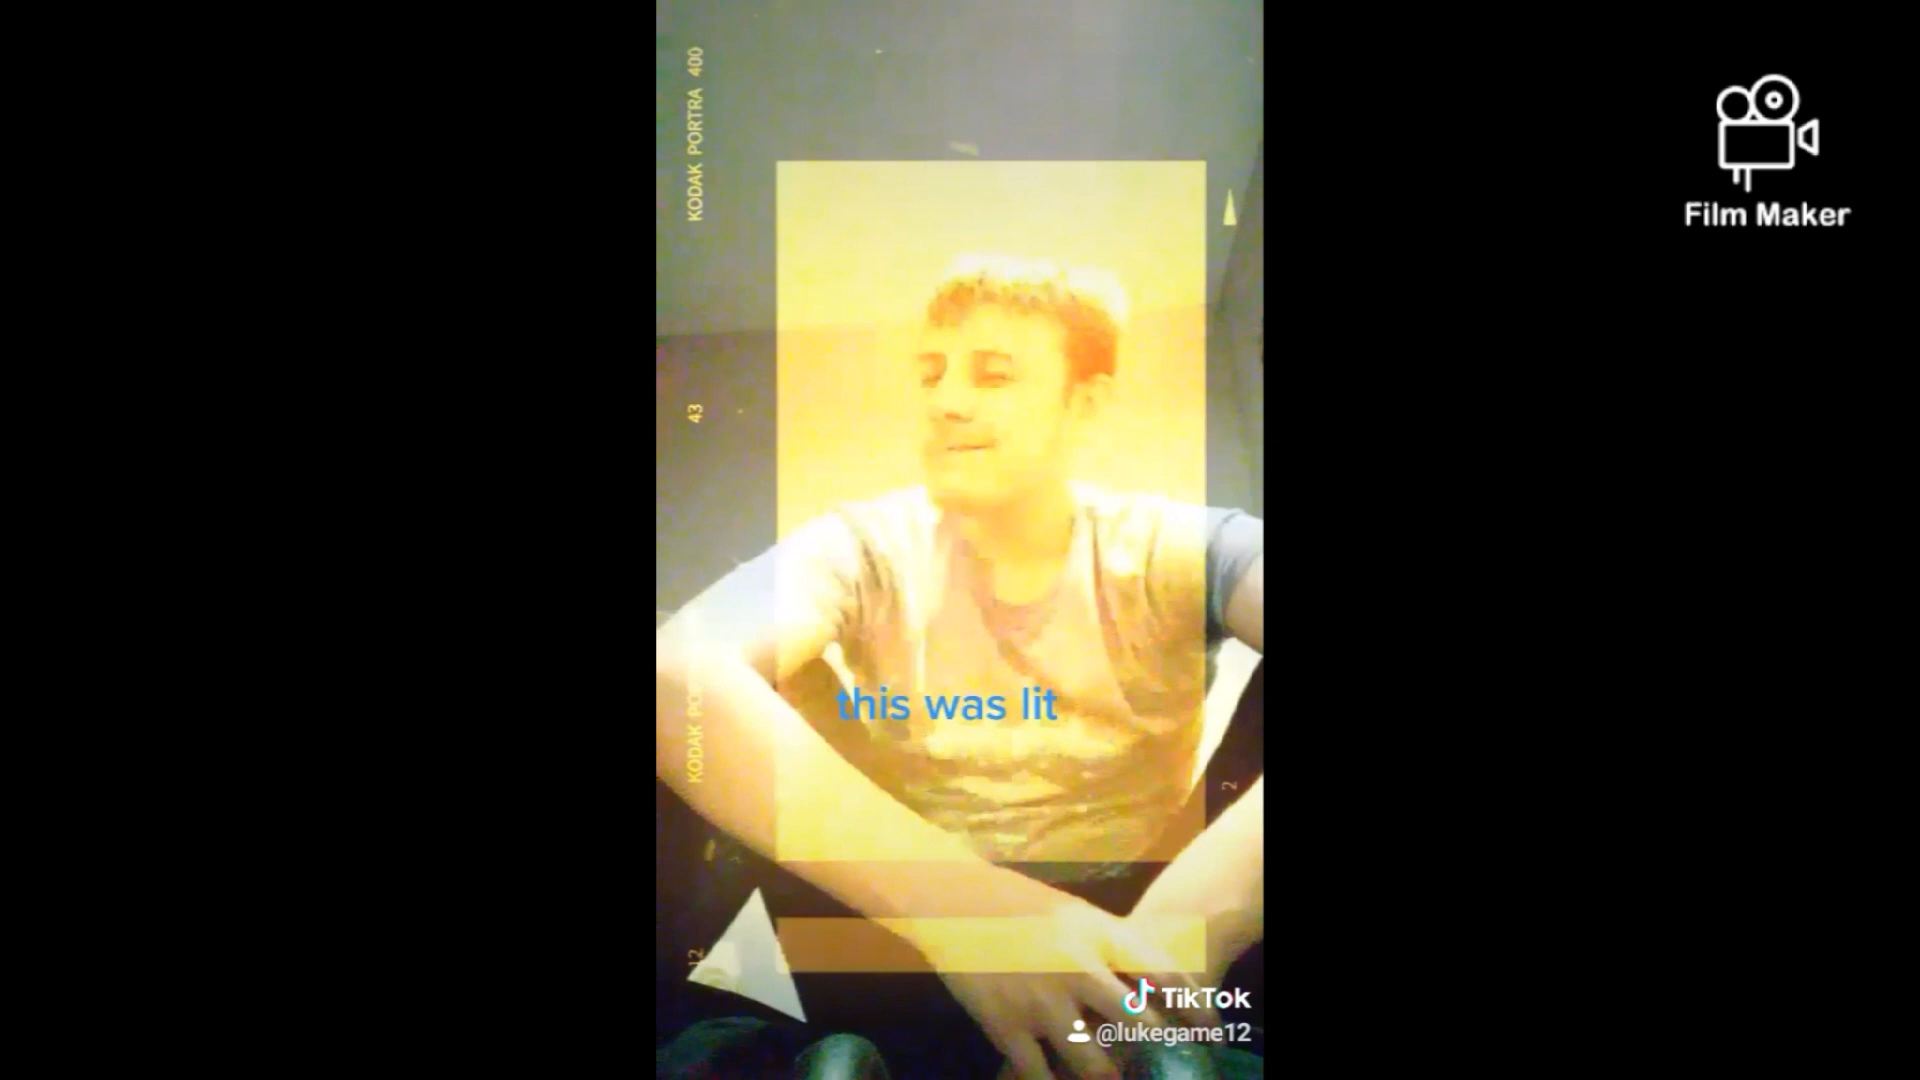 KODAK PORTRA 400
Film Maker
43
this was lit
KODAK PO
2
12
TikTok
@lukegame12